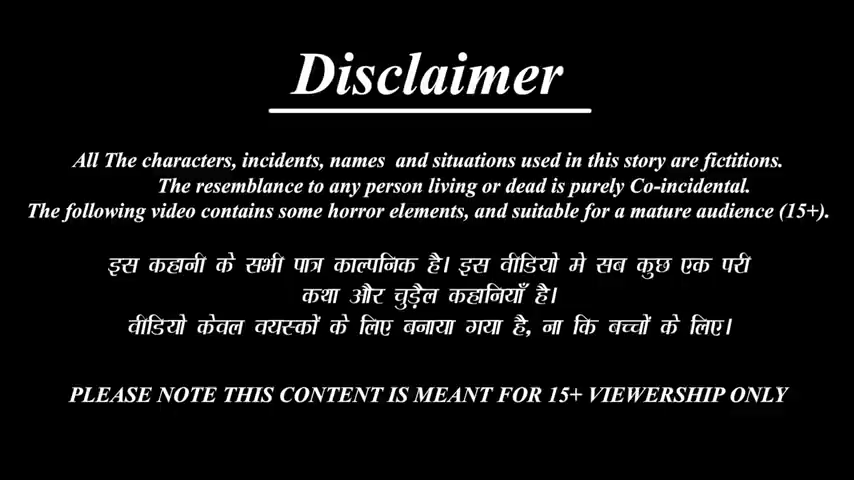 Disclaimer
All The characters, incidents, names and situations used in this story are fictitions.
The resemblance to any person living or dead is purely Co-incidental.
The following video contains some horror elements, and suitable for a mature audience (15+).
इस कहानी के सभी पात्र काल्पनिक है। इस वीडियो मे सब कुछ एक परी
कथा और चुड़ैल कहानियाँ है।
वीडियो केवल वयस्कों के लिए बनाया गया है, ना कि बच्चों के लिए।
PLEASE NOTE THIS CONTENT IS MEANT FOR 15+ VIEWERSHIP ONLY